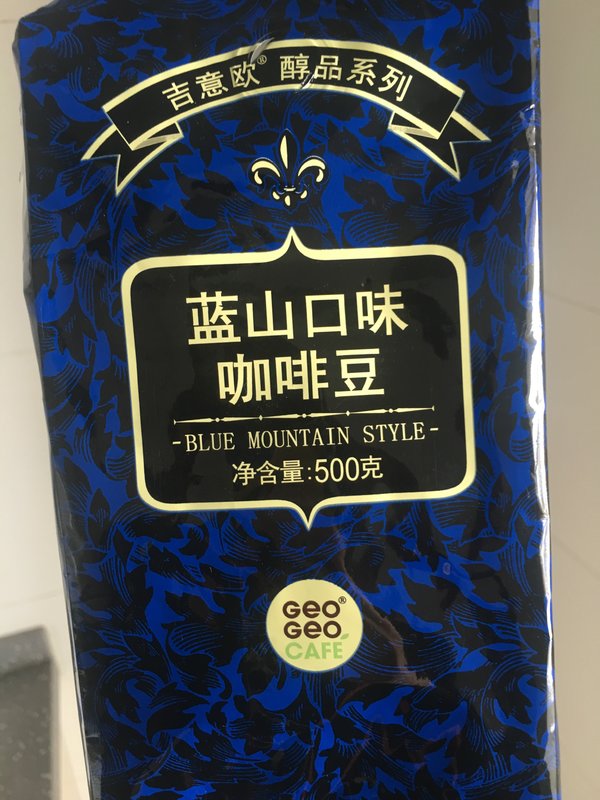 吉意欧® 醇品系列
蓝山口味
咖啡豆
-BLUE MOUNTAIN STYLE-
净含量:500克
GEO®
GEO
CAFÉ